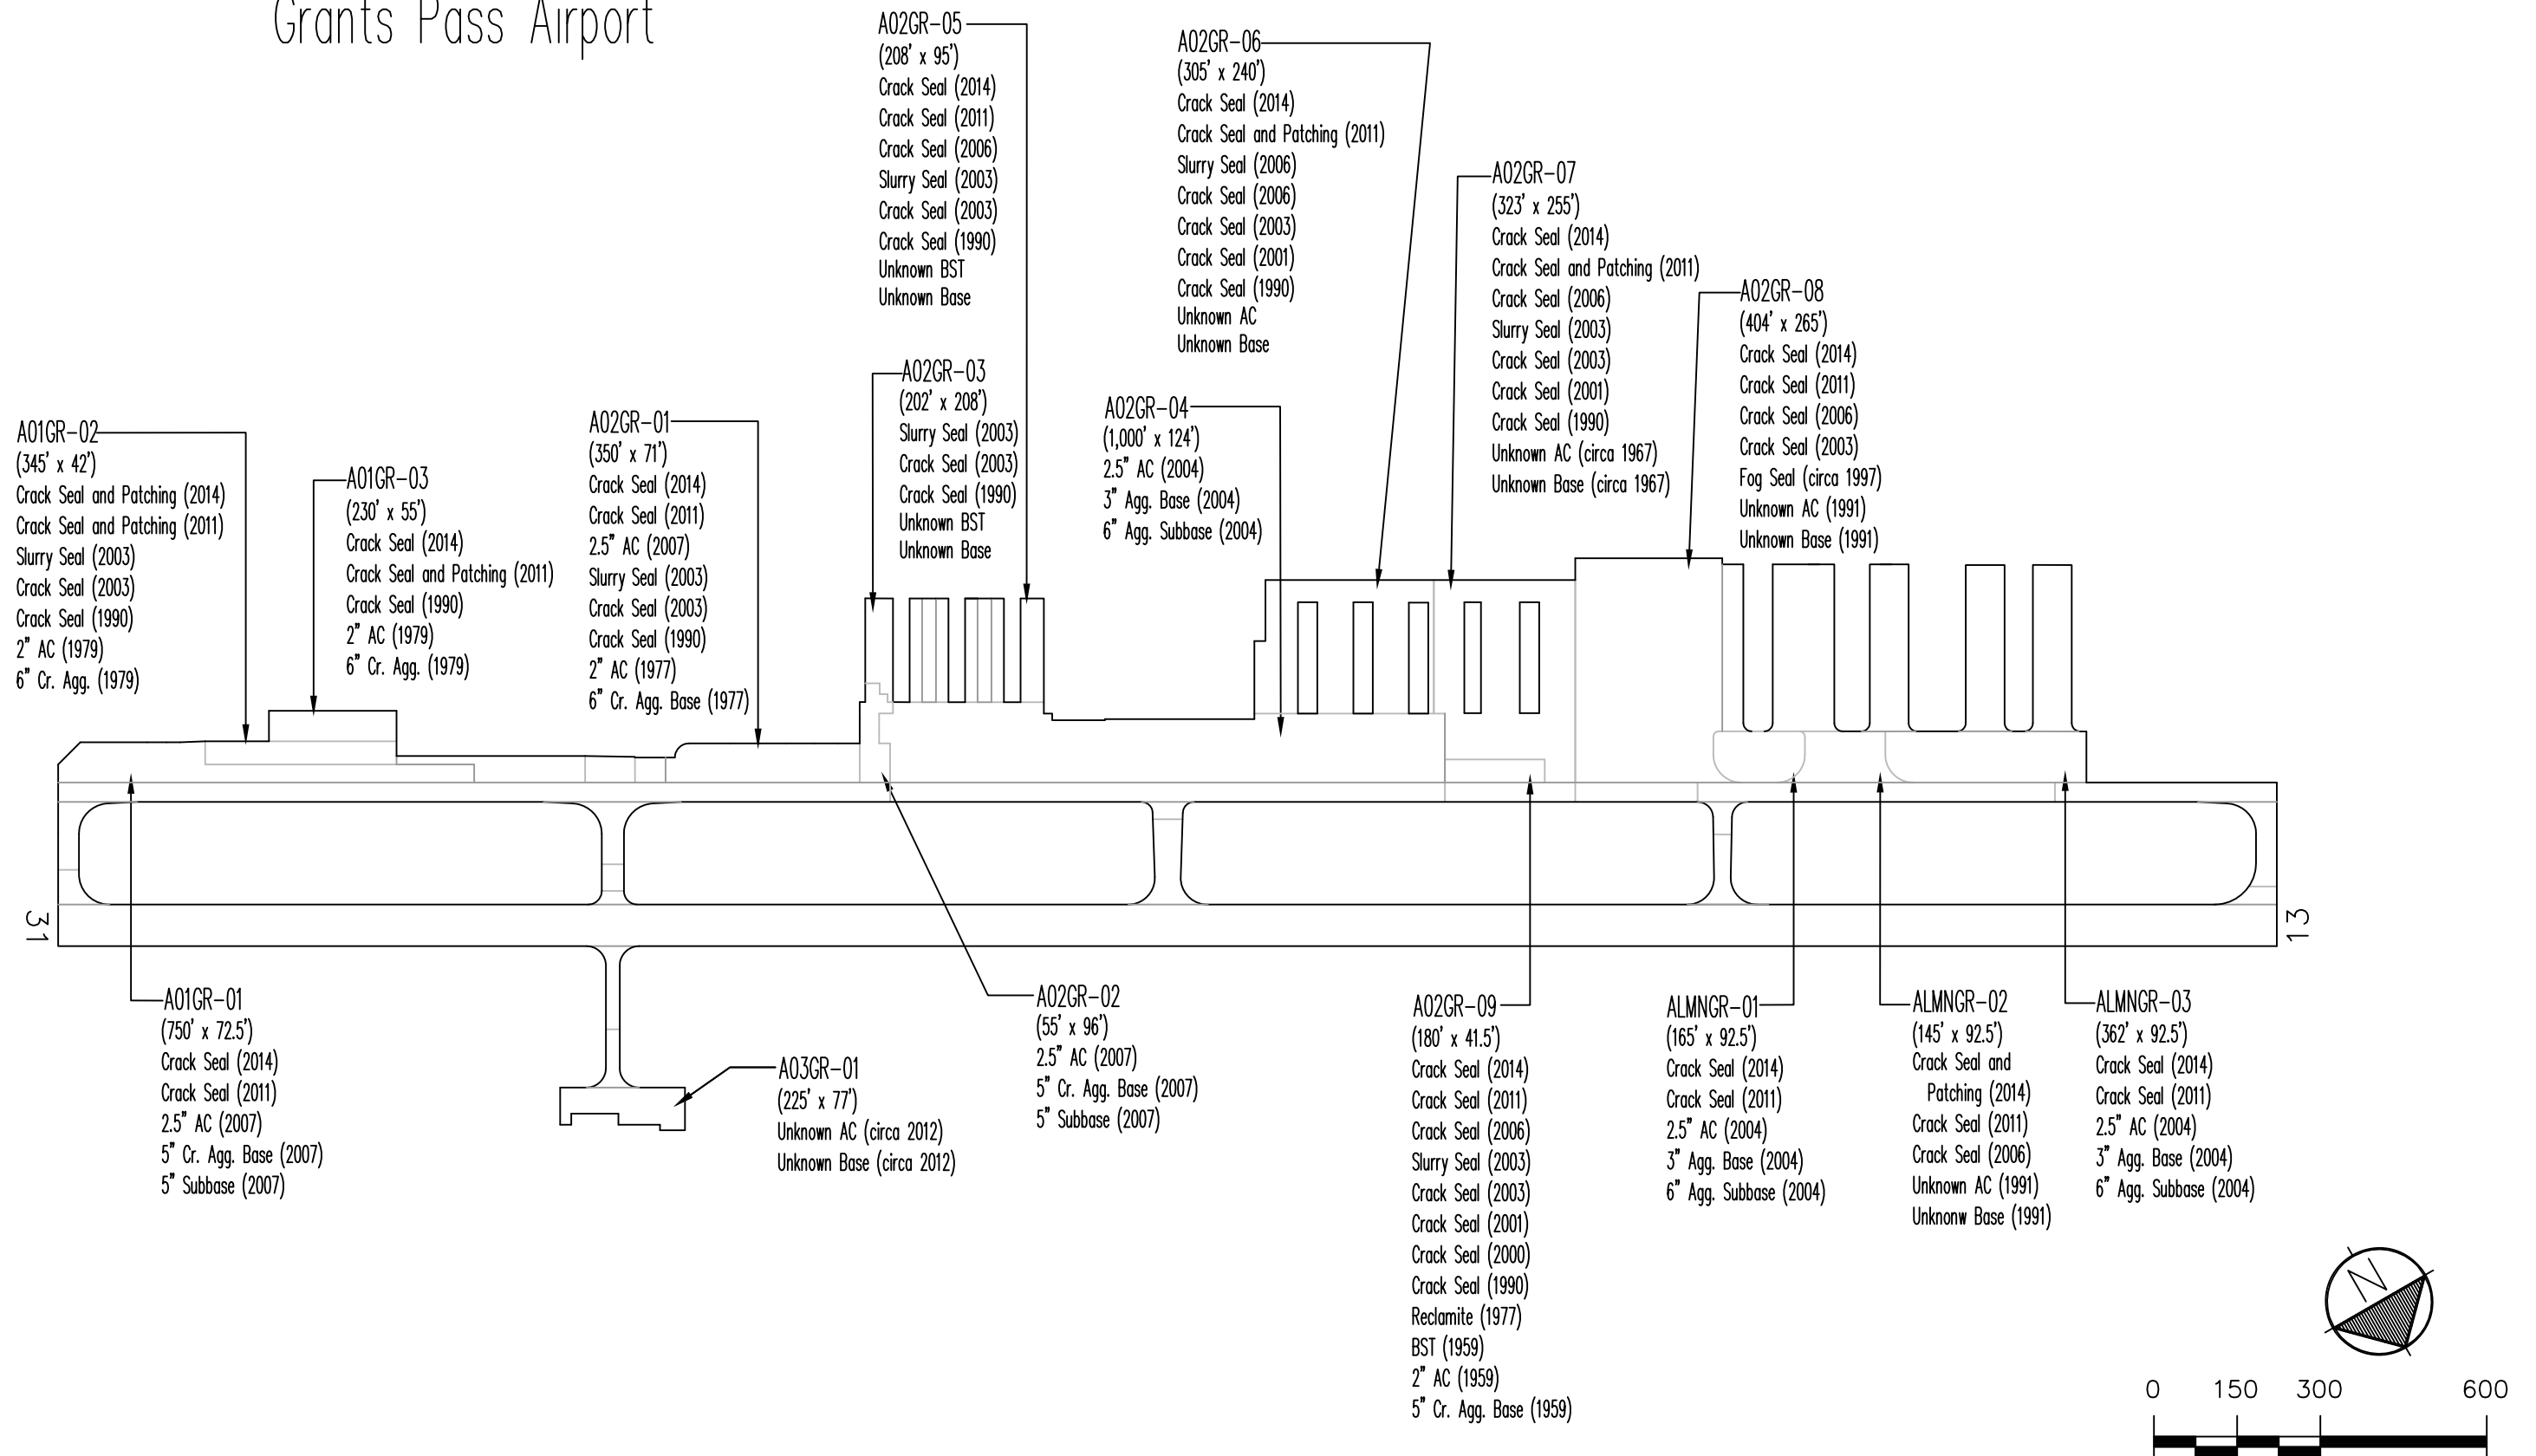 Grants Pass Airport
A02GR-05
(208' x 95')
Crack Seal (2014)
Crack Seal (2011)
Crack Seal (2006)
Slurry Seal (2003)
Crack Seal (2003)
Crack Seal (1990)
Unknown BST
Unknown Base
A02GR-06
(305' x 240')
Crack Seal (2014)
Crack Seal and Patching (2011)
Slurry Seal (2006)
Crack Seal (2006)
Crack Seal (2003)
Crack Seal (2001)
Crack Seal (1990)
Unknown AC
Unknown Base
A02GR-07
(323' x 255')
Crack Seal (2014)
Crack Seal and Patching (2011)
Crack Seal (2006)
Slurry Seal (2003)
Crack Seal (2003)
Crack Seal (2001)
Crack Seal (1990)
Unknown AC (circa 1967)
Unknown Base (circa 1967)
A02GR-08
(404' x 265')
Crack Seal (2014)
Crack Seal (2011)
Crack Seal (2006)
Crack Seal (2003)
Fog Seal (circa 1997)
Unknown AC (1991)
Unknown Base (1991)
A02GR-03
(202' x 208')
Slurry Seal (2003)
Crack Seal (2003)
Crack Seal (1990)
Unknown BST
Unknown Base
A02GR-04
(1,000' x 124')
2.5" AC (2004)
3" Agg. Base (2004)
6" Agg. Subbase (2004)
A01GR-02
(345' x 42')
Crack Seal and Patching (2014)
Crack Seal and Patching (2011)
Slurry Seal (2003)
Crack Seal (2003)
Crack Seal (1990)
2" AC (1979)
6" Cr. Agg. (1979)
A01GR-03
(230' x 55')
Crack Seal (2014)
Crack Seal and Patching (2011)
Crack Seal (1990)
2" AC (1979)
6" Cr. Agg. (1979)
A02GR-01
(350' x 71')
Crack Seal (2014)
Crack Seal (2011)
2.5" AC (2007)
Slurry Seal (2003)
Crack Seal (2003)
Crack Seal (1990)
2" AC (1977)
6" Cr. Agg. Base (1977)
31
13
A01GR-01
(750' x 72.5')
Crack Seal (2014)
Crack Seal (2011)
2.5" AC (2007)
5" Cr. Agg. Base (2007)
5" Subbase (2007)
A03GR-01
(225' x 77')
Unknown AC (circa 2012)
Unknown Base (circa 2012)
A02GR-02
(55' x 96')
2.5" AC (2007)
5" Cr. Agg. Base (2007)
5" Subbase (2007)
A02GR-09
(180' x 41.5')
Crack Seal (2014)
Crack Seal (2011)
Crack Seal (2006)
Slurry Seal (2003)
Crack Seal (2003)
Crack Seal (2001)
Crack Seal (2000)
Crack Seal (1990)
Reclamite (1977)
BST (1959)
2" AC (1959)
5" Cr. Agg. Base (1959)
ALMNGR-01
(165' x 92.5')
Crack Seal (2014)
Crack Seal (2011)
2.5" AC (2004)
3" Agg. Base (2004)
6" Agg. Subbase (2004)
ALMNGR-02
(145' x 92.5')
Crack Seal and
Patching (2014)
Crack Seal (2011)
Crack Seal (2006)
Unknown AC (1991)
Unknonw Base (1991)
ALMNGR-03
(362' x 92.5')
Crack Seal (2014)
Crack Seal (2011)
2.5" AC (2004)
3" Agg. Base (2004)
6" Agg. Subbase (2004)
N
0 150 300 600